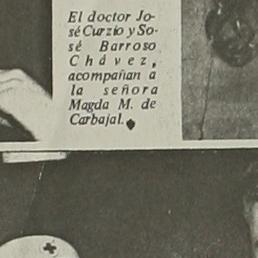 El doctor Jo-
sé Curzio y So-
sé Barroso
Chávez,
acompañan a
la señora
Magda M. de
Carbajal.